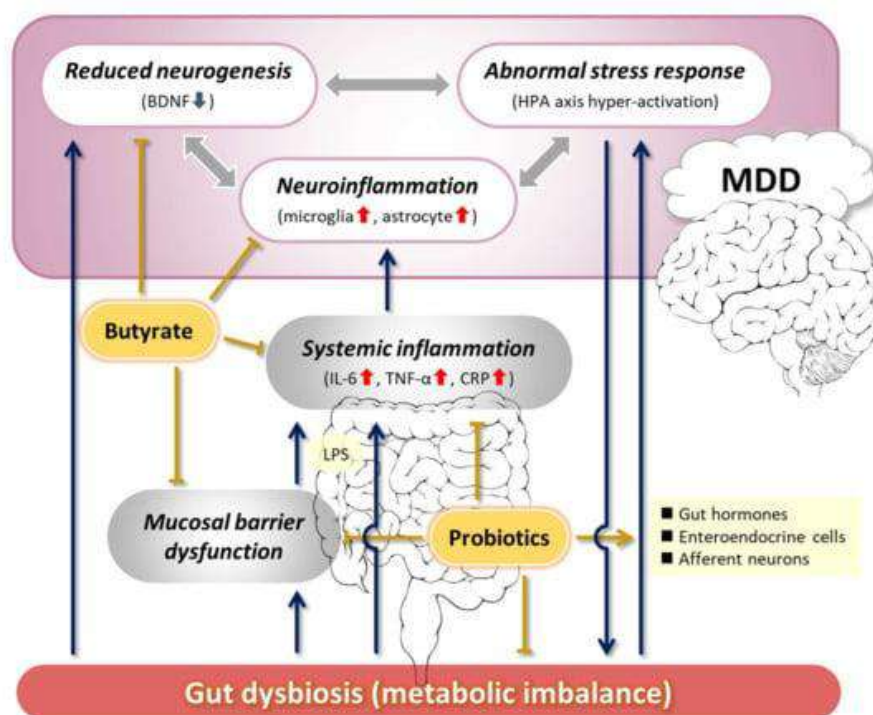 Reduced neurogenesis
(BDNF⬇)
Abnormal stress response
(HPA axis hyper-activation)
Neuroinflammation
(microglia⬆, astrocyte⬆)
MDD
Butyrate
Systemic inflammation
(IL-6⬆, TNF-α⬆, CRP⬆)
LPS
Mucosal barrier
dysfunction
Probiotics
■ Gut hormones
■ Enteroendocrine cells
■ Afferent neurons
Gut dysbiosis (metabolic imbalance)